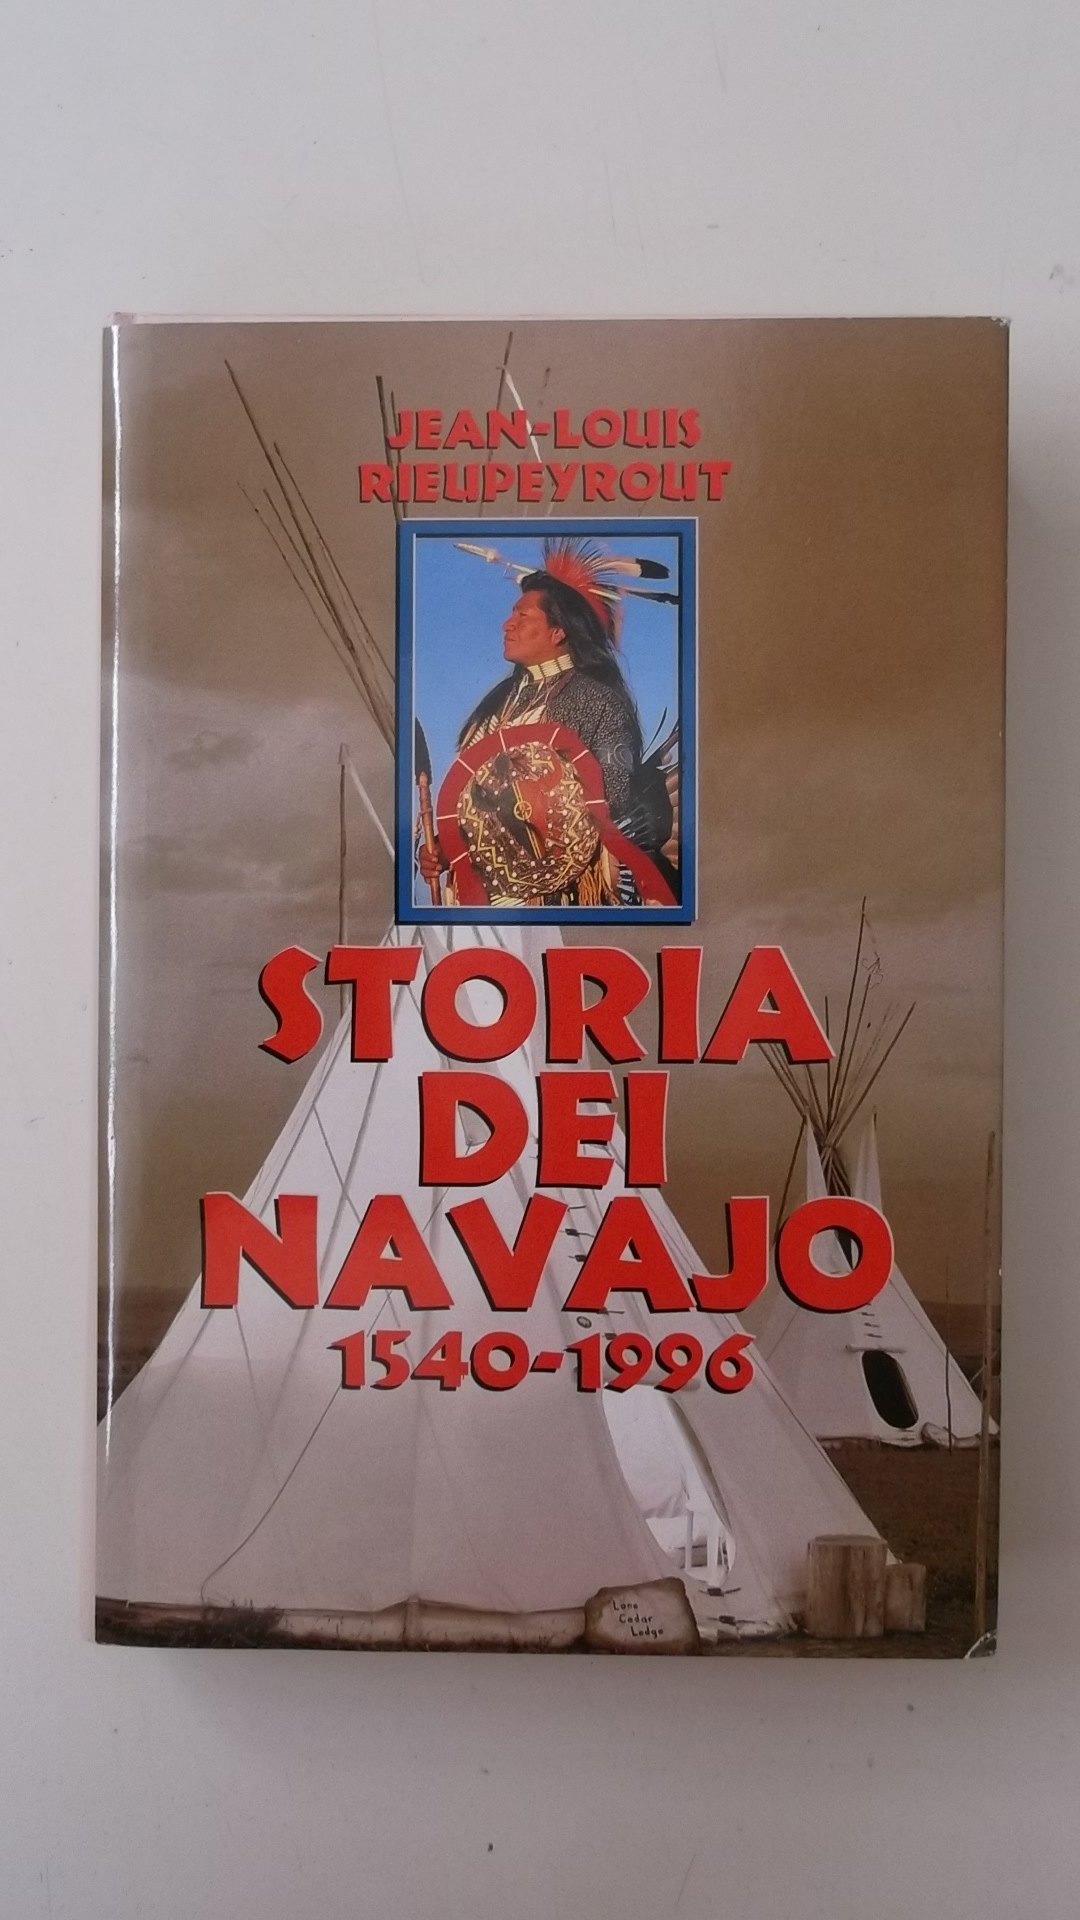 JEAN-LOUIS
RIEUPEYROUT
STORIA
DEI
NAVAJO
1540-1996
Lone
Cedar
Lodge